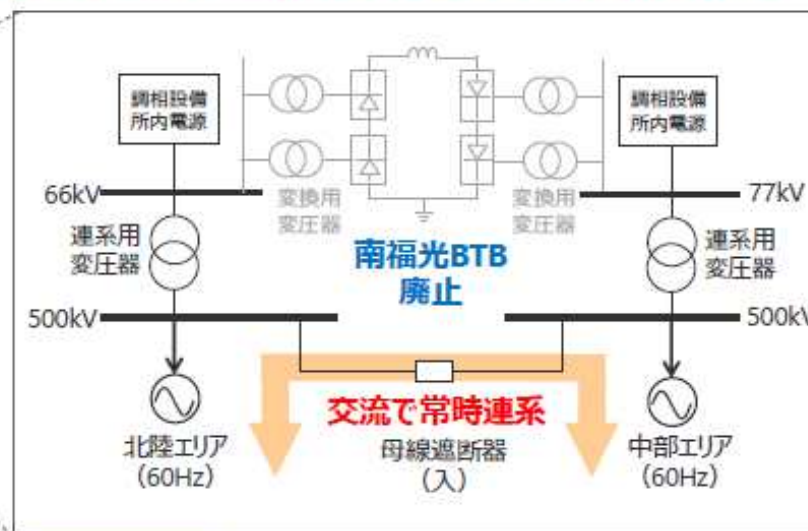 調相設備
所内電源
調相設備
所内電源
66kV
変換用
変圧器
変換用
変圧器
77kV
連系用
変圧器
南福光BTB
廃止
連系用
変圧器
500kV
500kV
交流で常時連系
北陸エリア
(60Hz)
母線遮断器
(入)
中部エリア
(60Hz)